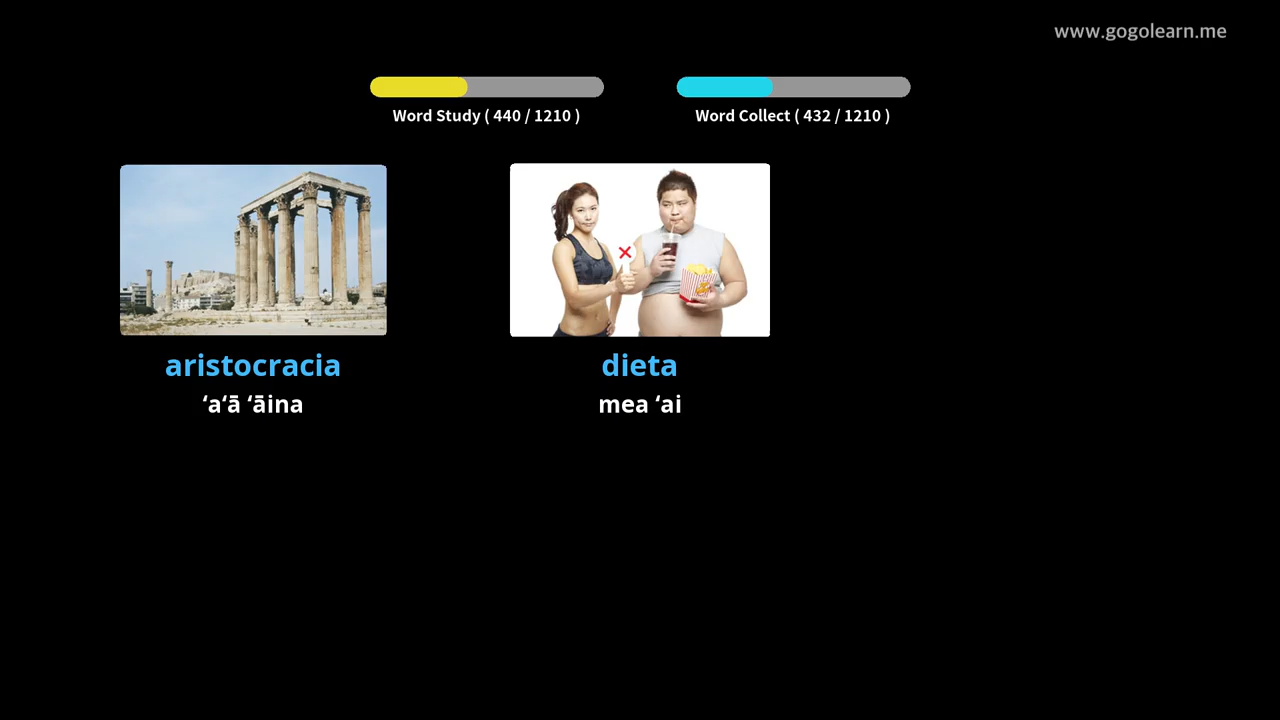 www.gogolearn.me
Word Study ( 440 / 1210 )
Word Collect ( 432 / 1210 )
aristocracia
ʻaʻā ʻāina
dieta
mea ʻai